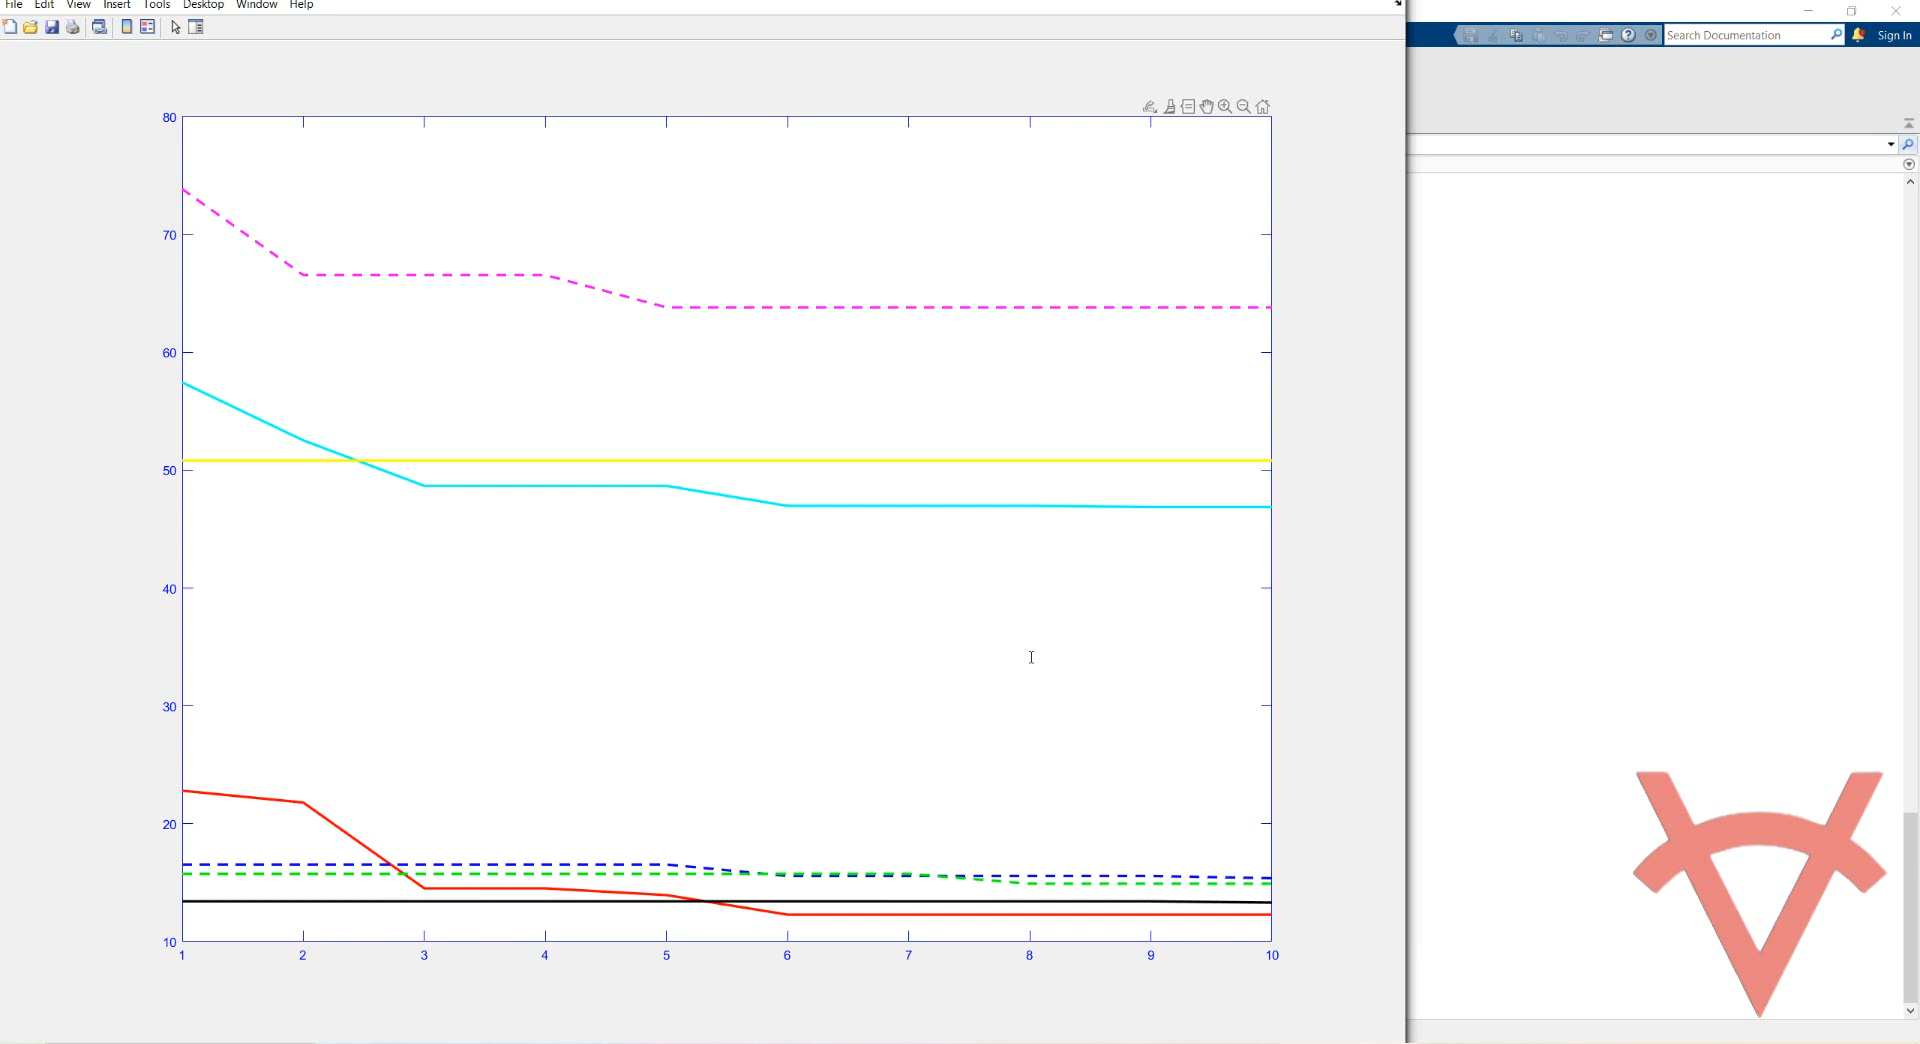 File Edit View Insert Tools Desktop Window Help
Search Documentation
Sign In
80
70
60
50
40
30
20
10
1 2 3 4 5 6 7 8 9 10